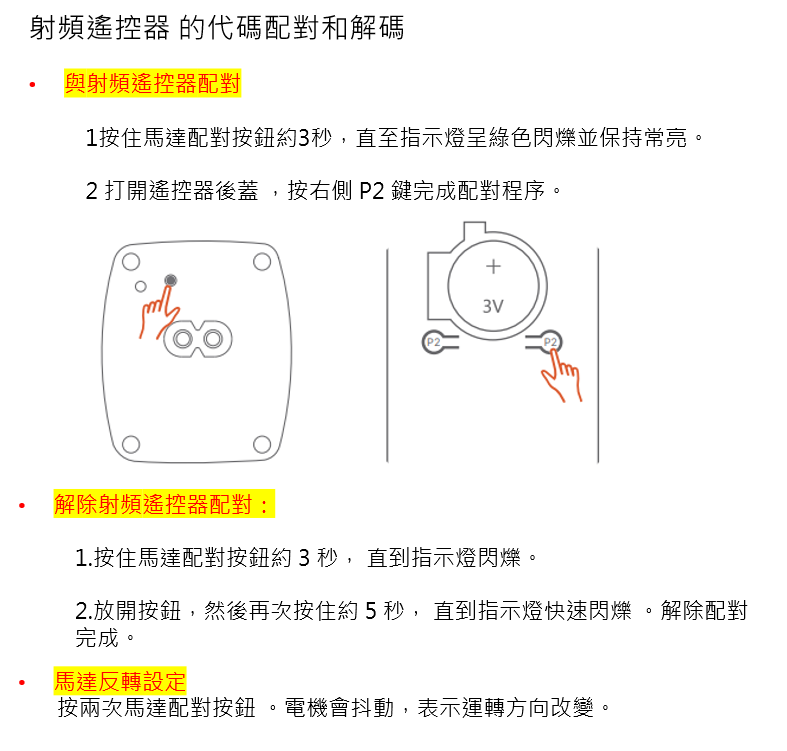 射頻遙控器 的代碼配對和解碼
• 與射頻遙控器配對
1按住馬達配對按鈕約3秒，直至指示燈呈綠色閃爍並保持常亮。
2 打開遙控器後蓋 ，按右側 P2 鍵完成配對程序。
+
3V
P2
P2
• 解除射頻遙控器配對：
1.按住馬達配對按鈕約 3 秒， 直到指示燈閃爍。
2.放開按鈕，然後再次按住約 5 秒， 直到指示燈快速閃爍 。解除配對
完成。
• 馬達反轉設定
按兩次馬達配對按鈕 。電機會抖動，表示運轉方向改變。